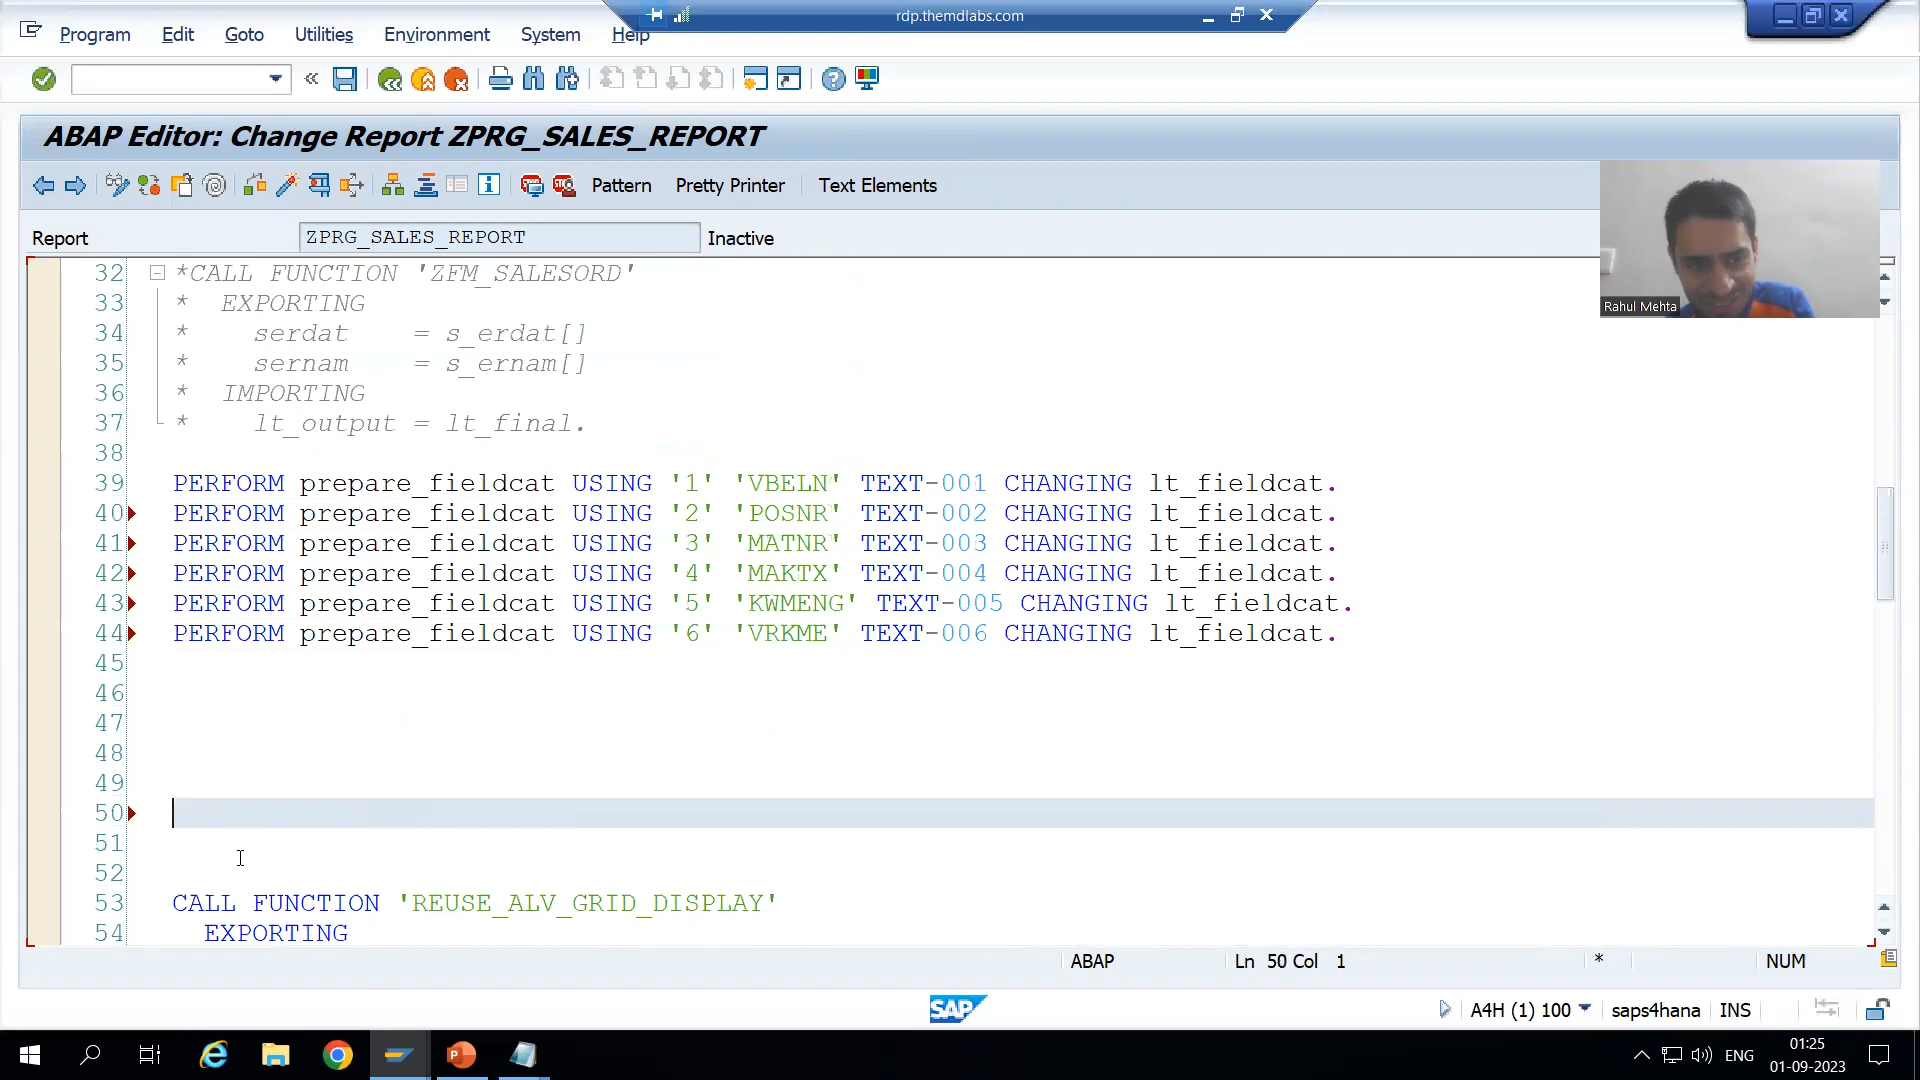 rdp.themdlabs.com
Program Edit Goto Utilities Environment System Help
ABAP Editor: Change Report ZPRG_SALES_REPORT
Pattern Pretty Printer Text Elements
Report ZPRG_SALES_REPORT Inactive
Rahul Mehta
32 *CALL FUNCTION 'ZFM_SALESORD'
33 * EXPORTING
34 * serdat = s_erdat[]
35 * sernam = s_ernam[]
36 * IMPORTING
37 * lt_output = lt_final.
38
39 PERFORM prepare_fieldcat USING '1' 'VBELN' TEXT-001 CHANGING lt_fieldcat.
40 PERFORM prepare_fieldcat USING '2' 'POSNR' TEXT-002 CHANGING lt_fieldcat.
41 PERFORM prepare_fieldcat USING '3' 'MATNR' TEXT-003 CHANGING lt_fieldcat.
42 PERFORM prepare_fieldcat USING '4' 'MAKTX' TEXT-004 CHANGING lt_fieldcat.
43 PERFORM prepare_fieldcat USING '5' 'KWMENG' TEXT-005 CHANGING lt_fieldcat.
44 PERFORM prepare_fieldcat USING '6' 'VRKME' TEXT-006 CHANGING lt_fieldcat.
45
46
47
48
49
50
51
52
53 CALL FUNCTION 'REUSE_ALV_GRID_DISPLAY'
54 EXPORTING
ABAP Ln 50 Col 1 * NUM
SAP A4H (1) 100 saps4hana INS
ENG 01:25
01-09-2023